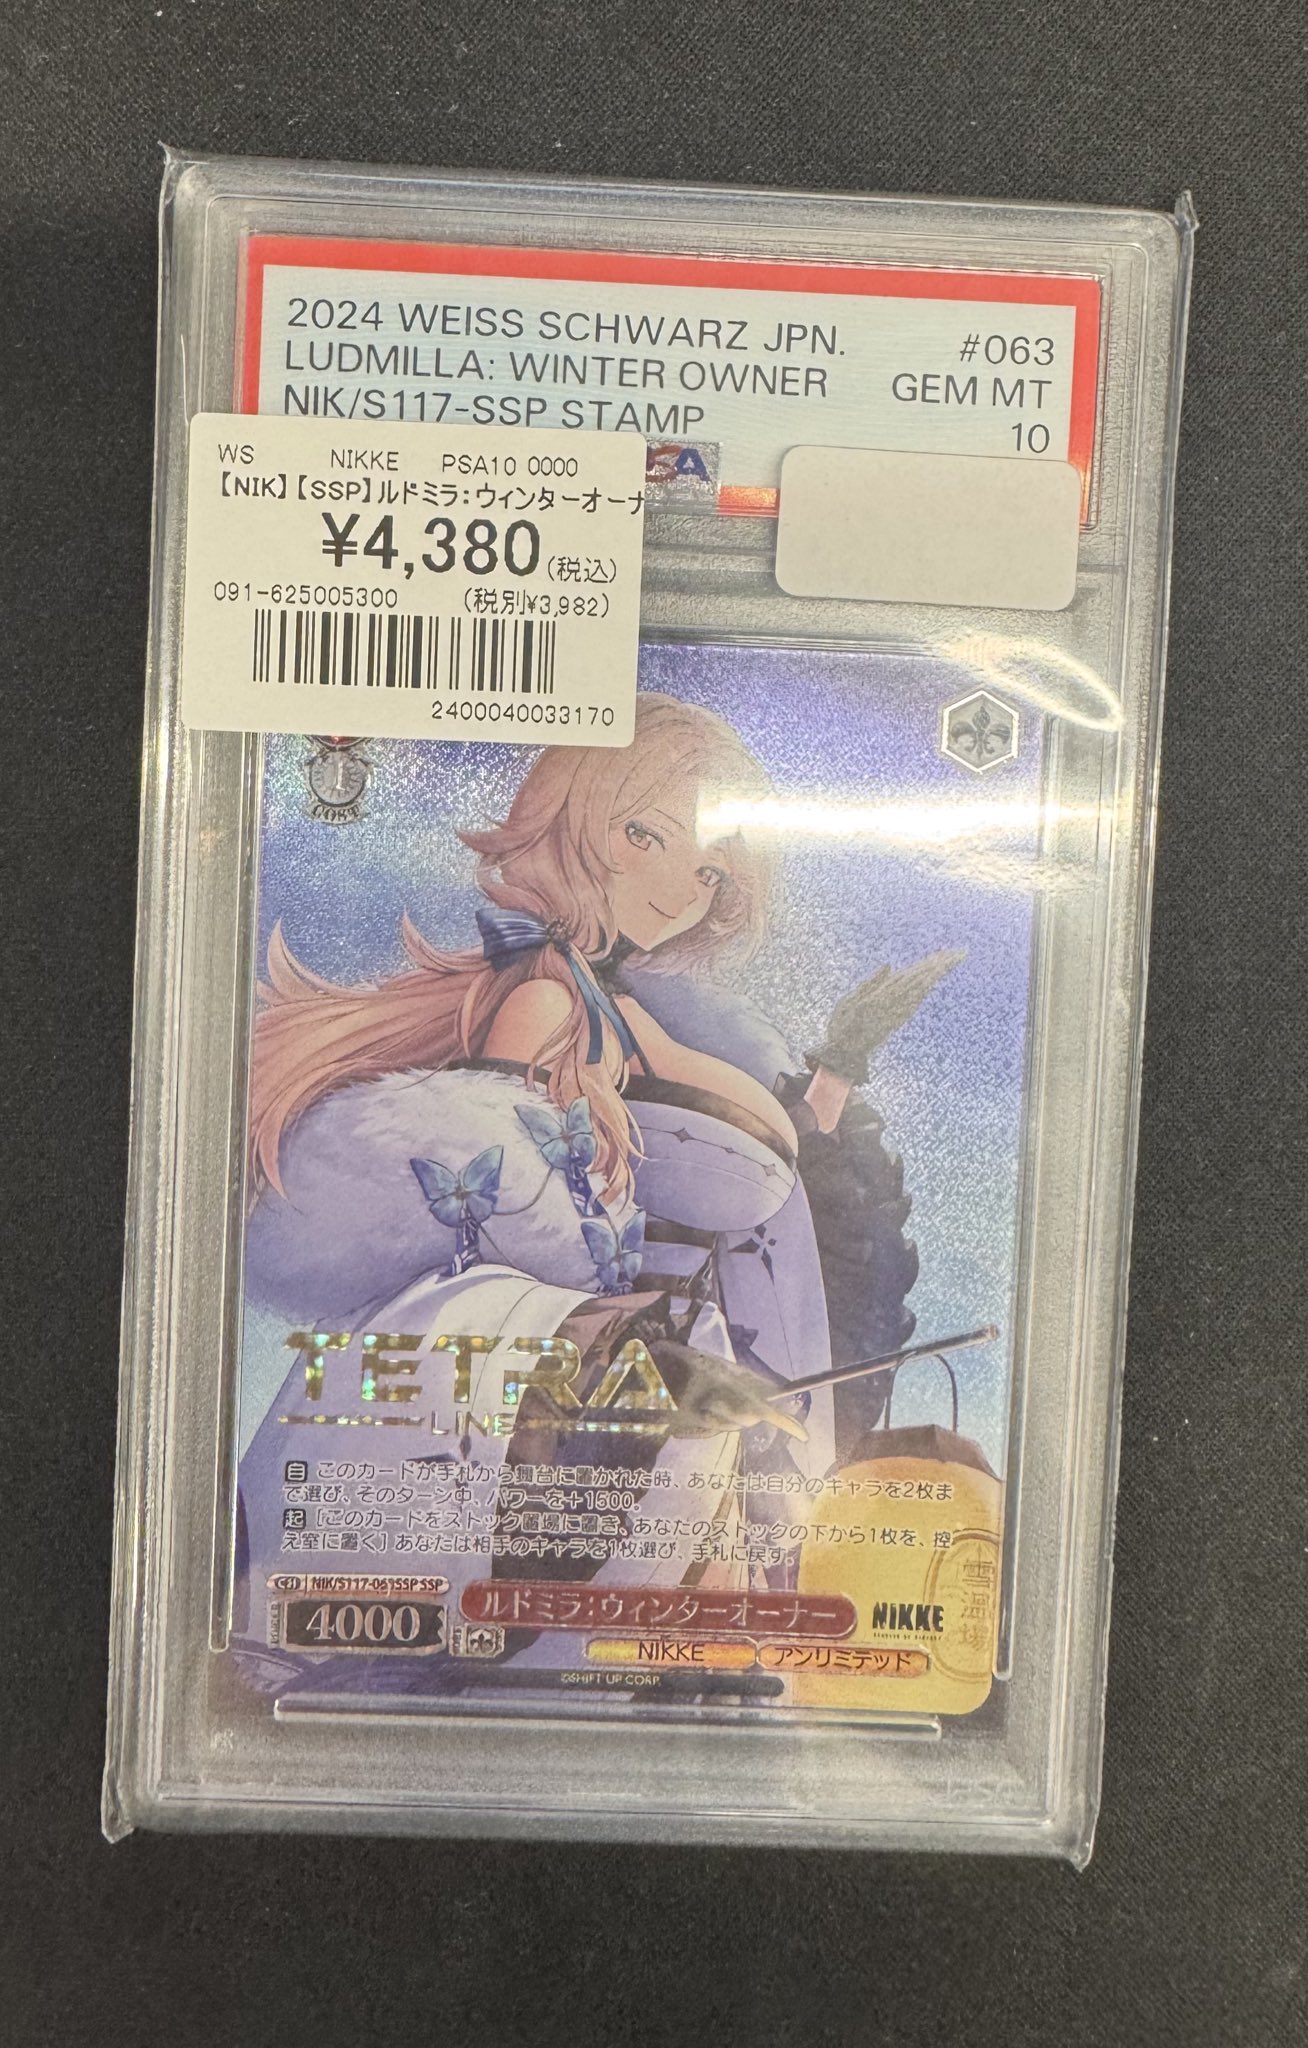 2024 WEISS SCHWARZ JPN. #063
LUDMILLA: WINTER OWNER GEM MT
NIK/S117-SSP STAMP 10
WS NIKKE PSA10 0000
【NIK】【SSP】ルドミラ:ウィンターオーナ
¥4,380(税込)
091-625005300 (税別¥3,982)
2400040033170
1
COST
TETRA
LINE
自 このカードが手札から舞台に置かれた時、あなたは自分のキャラを2枚ま
で選び、そのターン中、パワーを+1500。
起 [このカードをストック置場に置き、あなたのストックの下から1枚を、控
え室に置く] あなたは相手のキャラを1枚選び、手札に戻す。
NIK/S117-063SSP SSP
4000
ルドミラ:ウィンターオーナー
NIKKE
NIKKE アンリミテッド
©SHIFT UP CORP.